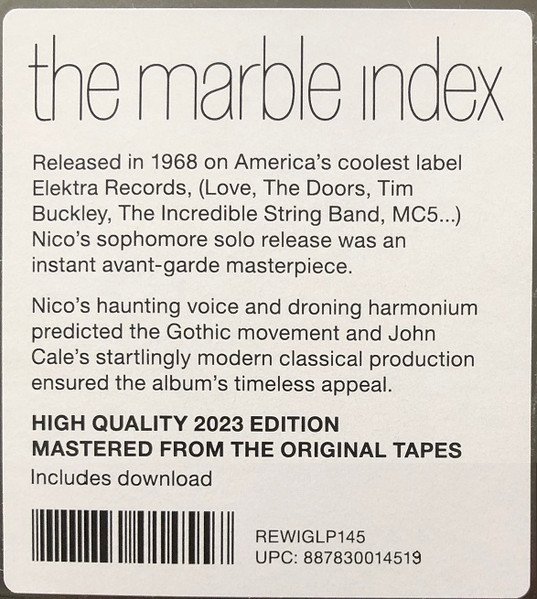 the marble index
Released in 1968 on America's coolest label
Elektra Records, (Love, The Doors, Tim
Buckley, The Incredible String Band, MC5...)
Nico's sophomore solo release was an
instant avant-garde masterpiece.
Nico's haunting voice and droning harmonium
predicted the Gothic movement and John
Cale's startlingly modern classical production
ensured the album's timeless appeal.
HIGH QUALITY 2023 EDITION
MASTERED FROM THE ORIGINAL TAPES
Includes download
REWIGLP145
UPC: 887830014519